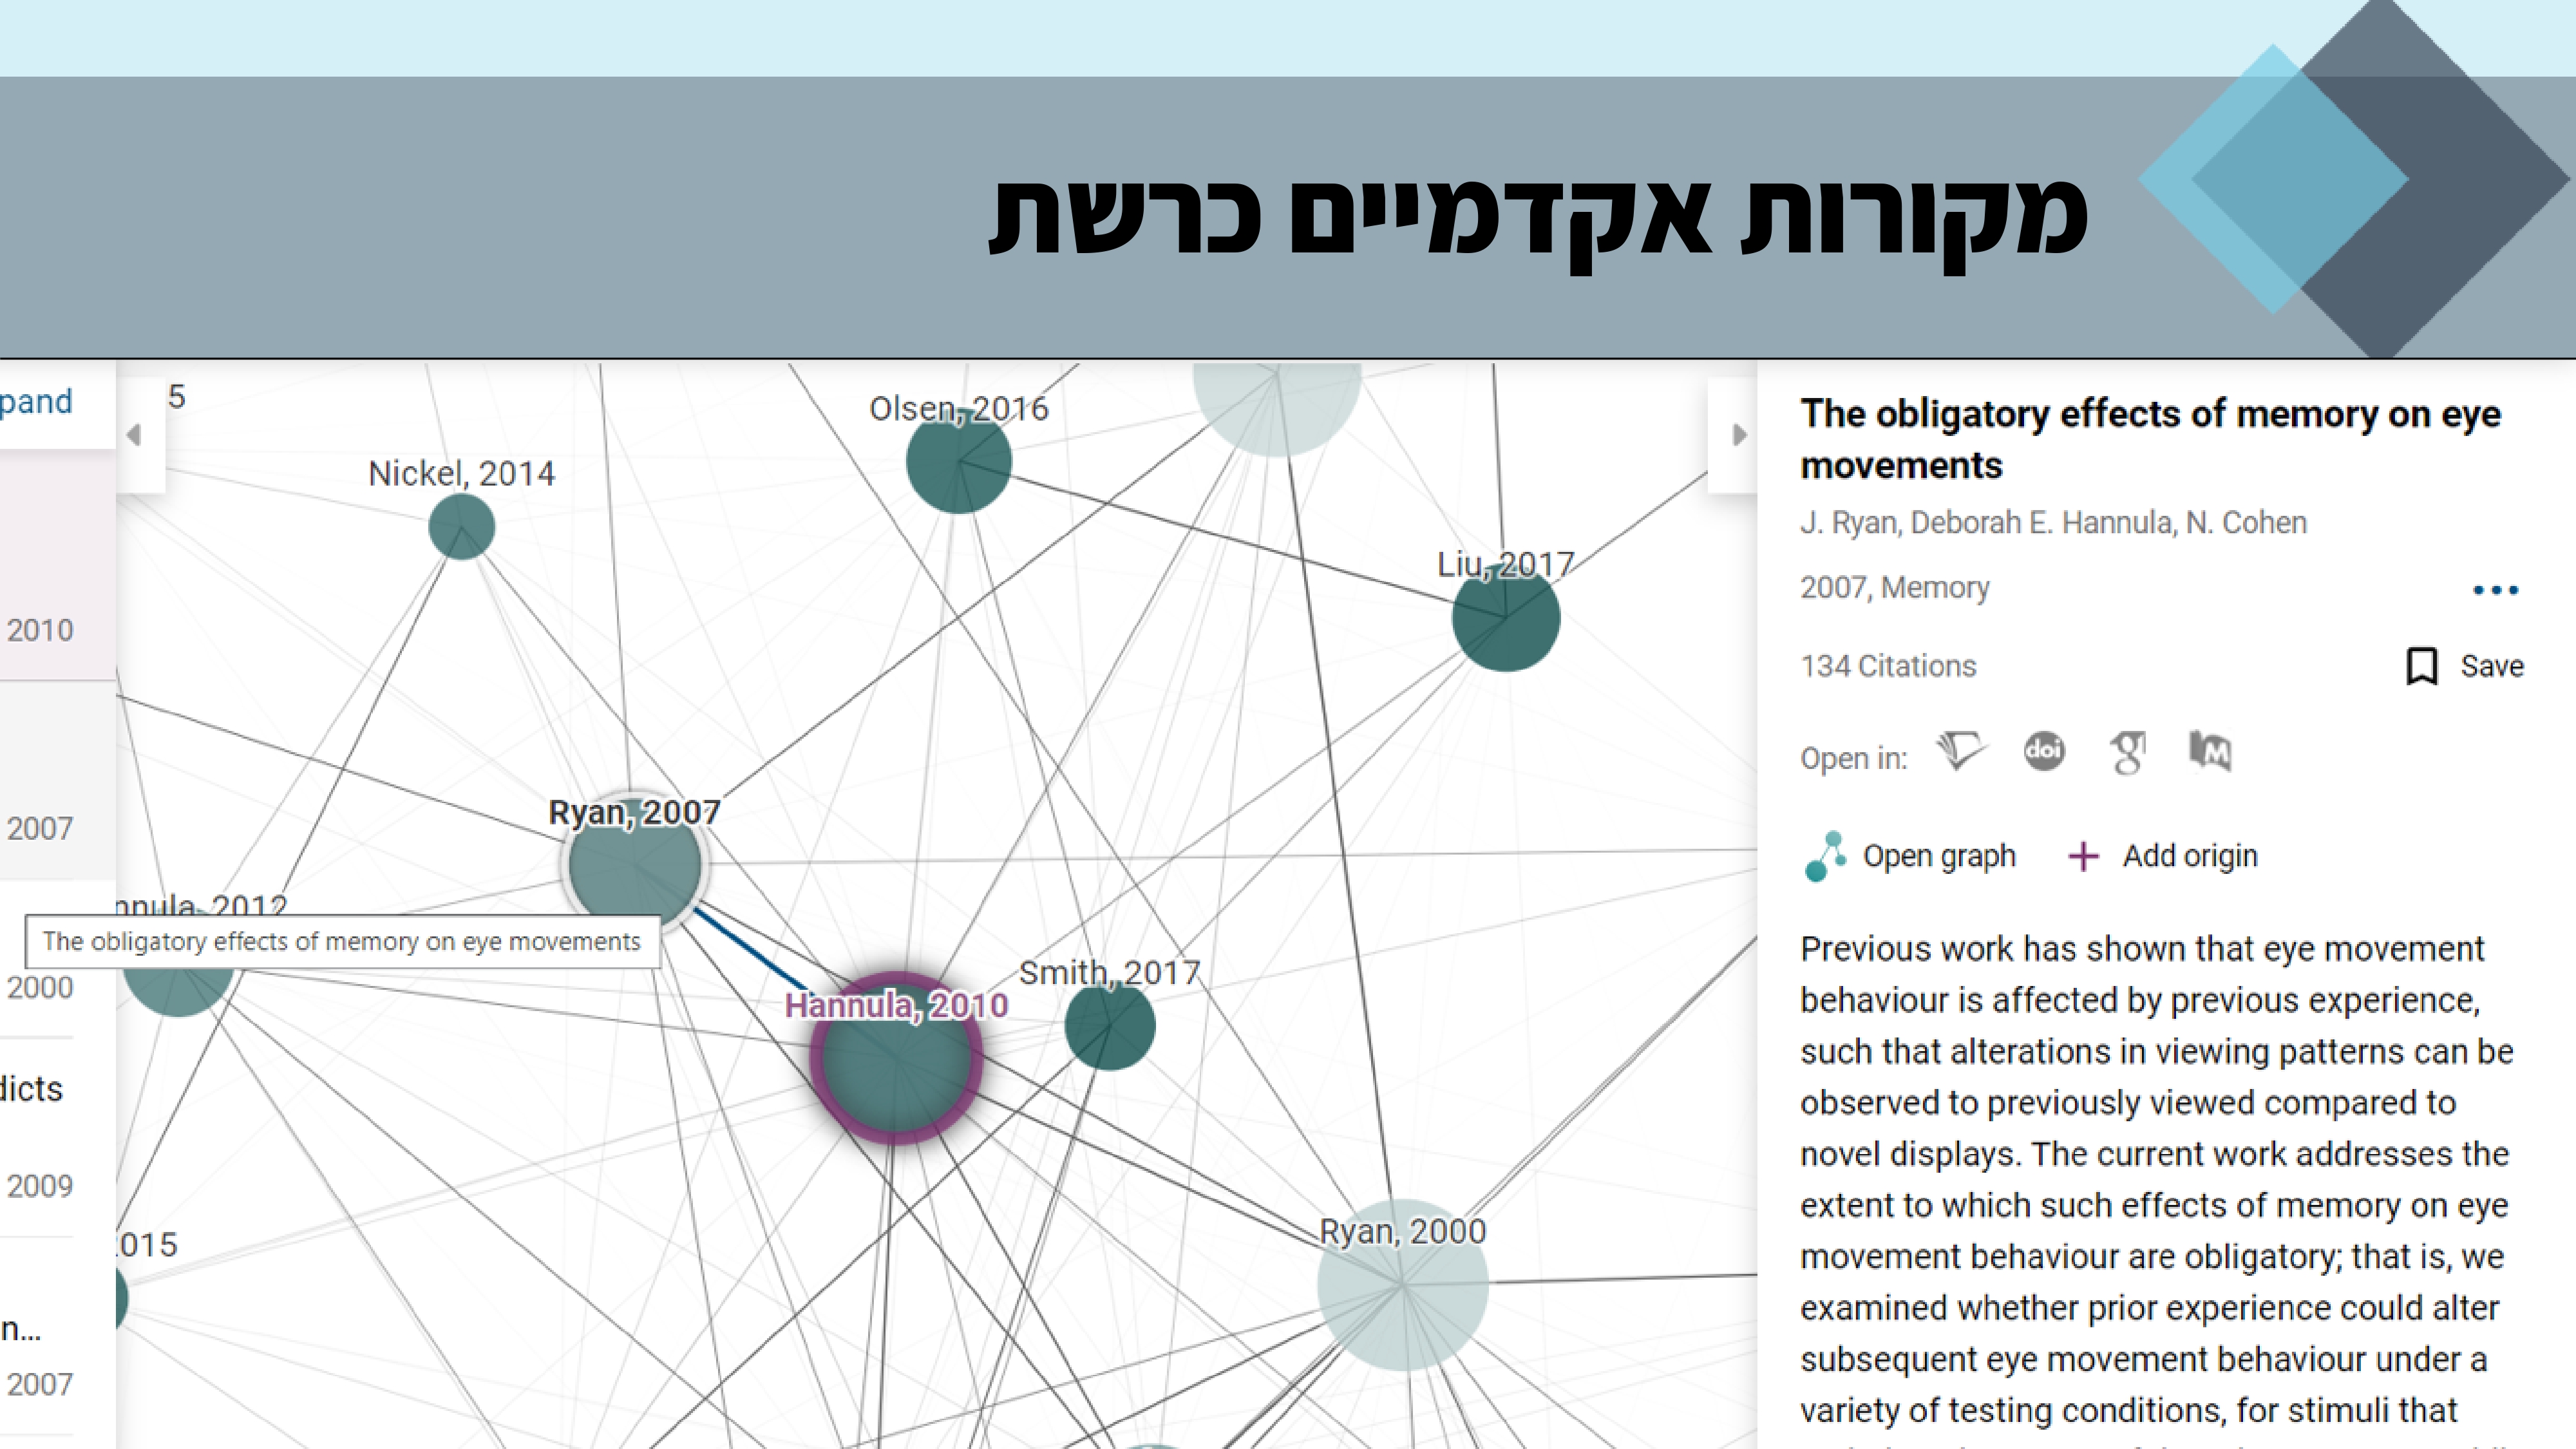 מקורות אקדמיים כרשת
pand
2010
2007
2000
dicts
2009
n...
2007
5
Olsen, 2016
Nickel, 2014
Liu, 2017
Ryan, 2007
nnula, 2012
The obligatory effects of memory on eye movements
Smith, 2017
Hannula, 2010
Ryan, 2000
015
The obligatory effects of memory on eye
movements
J. Ryan, Deborah E. Hannula, N. Cohen
2007, Memory
134 Citations
Save
Open in:
doi
Open graph
Add origin
Previous work has shown that eye movement
behaviour is affected by previous experience,
such that alterations in viewing patterns can be
observed to previously viewed compared to
novel displays. The current work addresses the
extent to which such effects of memory on eye
movement behaviour are obligatory; that is, we
examined whether prior experience could alter
subsequent eye movement behaviour under a
variety of testing conditions, for stimuli that